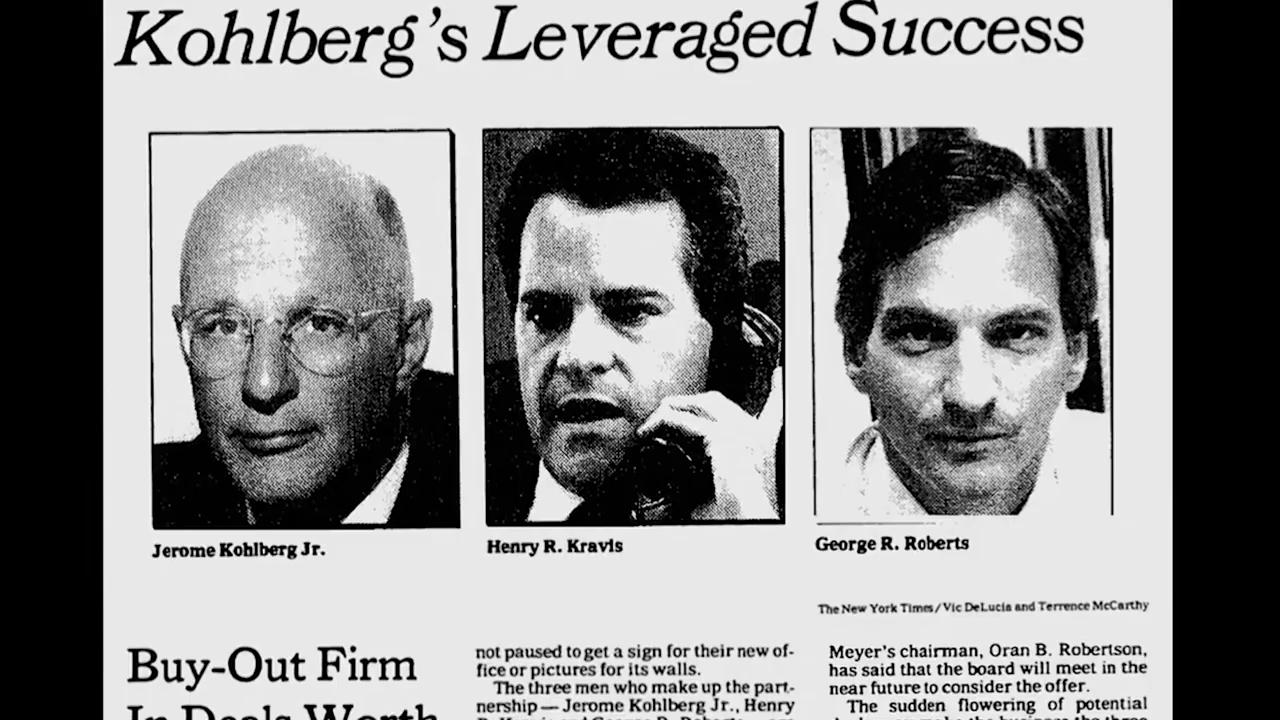 Kohlberg's Leveraged Success
Jerome Kohlberg Jr.
Henry R. Kravis
George R. Roberts
The New York Times/Vic DeLucia and Terrence McCarthy
Buy-Out Firm
In Deals Worth
not paused to get a sign for their new of-
fice or pictures for its walls.
The three men who make up the part-
nership — Jerome Kohlberg Jr., Henry
Meyer's chairman, Oran B. Robertson,
has said that the board will meet in the
near future to consider the offer.
The sudden flowering of potential